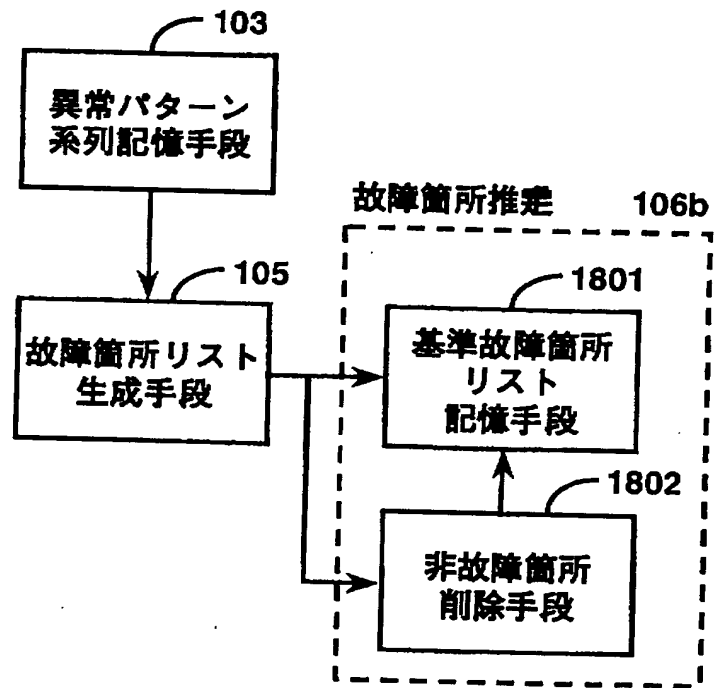 103
異常パターン
系列記憶手段
故障箇所推定 106b
105
故障箇所リスト
生成手段
1801
基準故障箇所
リスト
記憶手段
1802
非故障箇所
削除手段